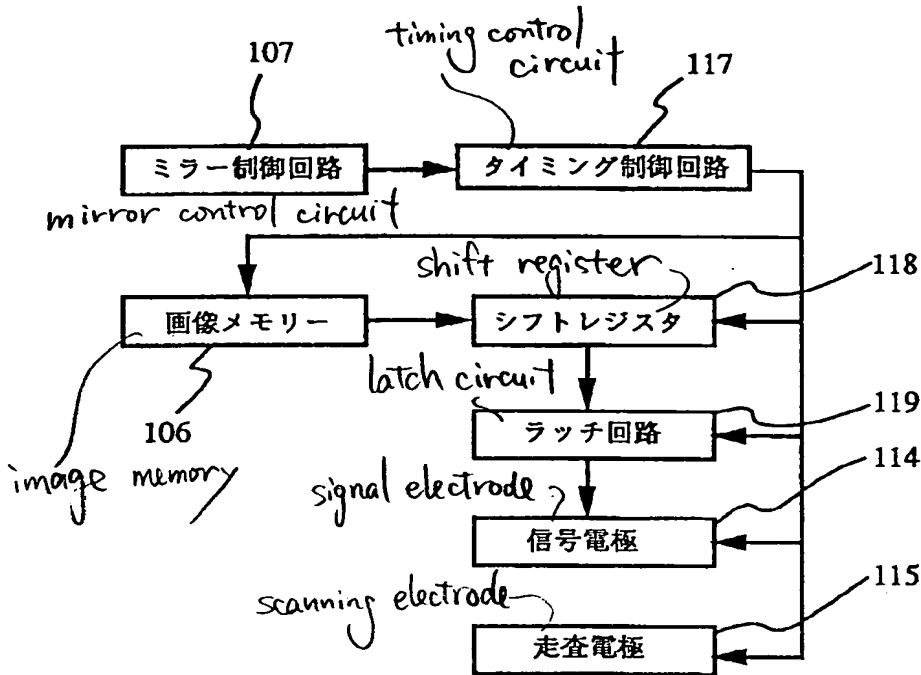 timing control
circuit
107
117
ミラー制御回路
タイミング制御回路
mirror control circuit
shift register
118
画像メモリー
シフトレジスタ
latch circuit
119
106
ラッチ回路
114
image memory
signal electrode
信号電極
115
scanning electrode
走査電極